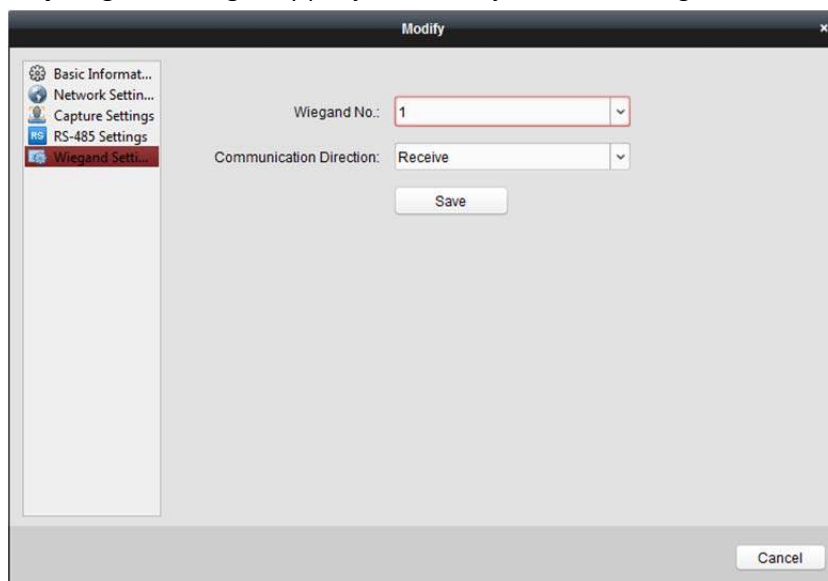 Modify
×
Basic Informat...
Network Settin...
Capture Settings
RS RS-485 Settings
Wiegand Setti...
Wiegand No.: 1
Communication Direction: Receive
Save
Cancel